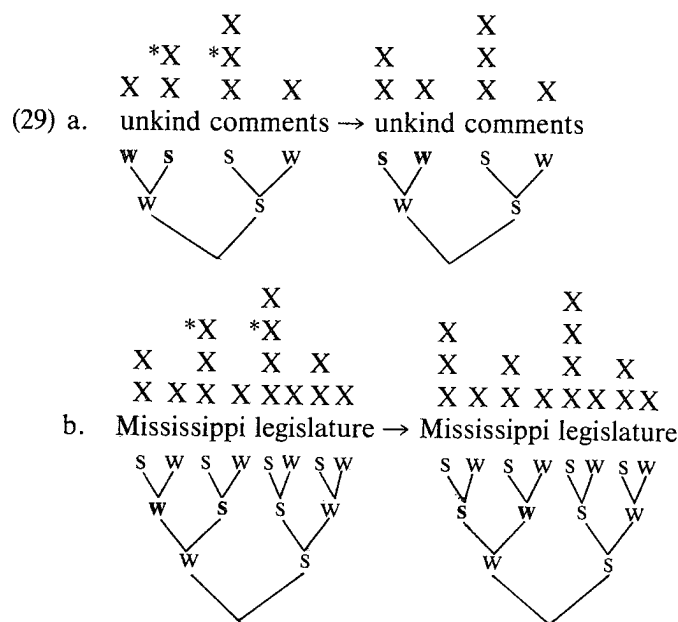 X X
*X *X X X
X X X X X X X X
(29) a. unkind comments → unkind comments
w s s w s w s w
w s w s
X X
*X *X X X
X X X X X X X X
X X X X X X X X X X X X X X X X
b. Mississippi legislature → Mississippi legislature
s w s w s w s w s w s w s w s w
w s s w s w s w
w s w s